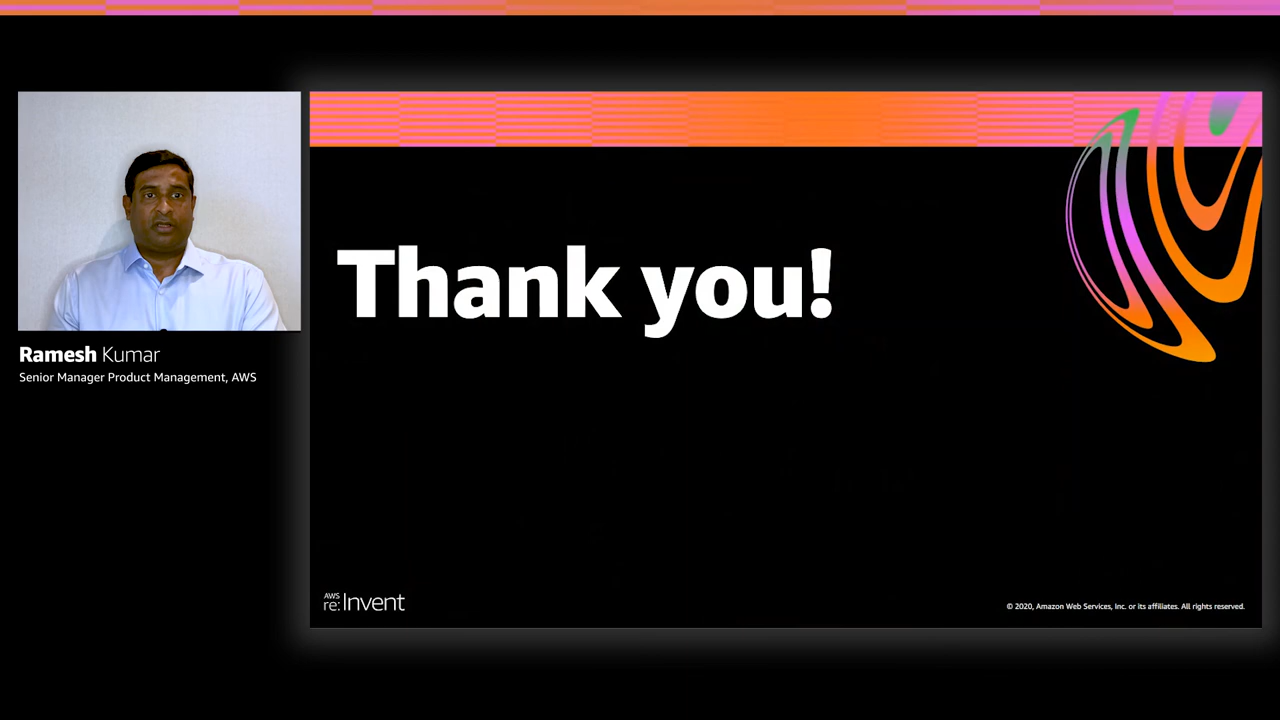 Ramesh Kumar
Senior Manager Product Management, AWS
Thank you!
AWS
re:Invent
© 2020, Amazon Web Services, Inc. or its affiliates. All rights reserved.